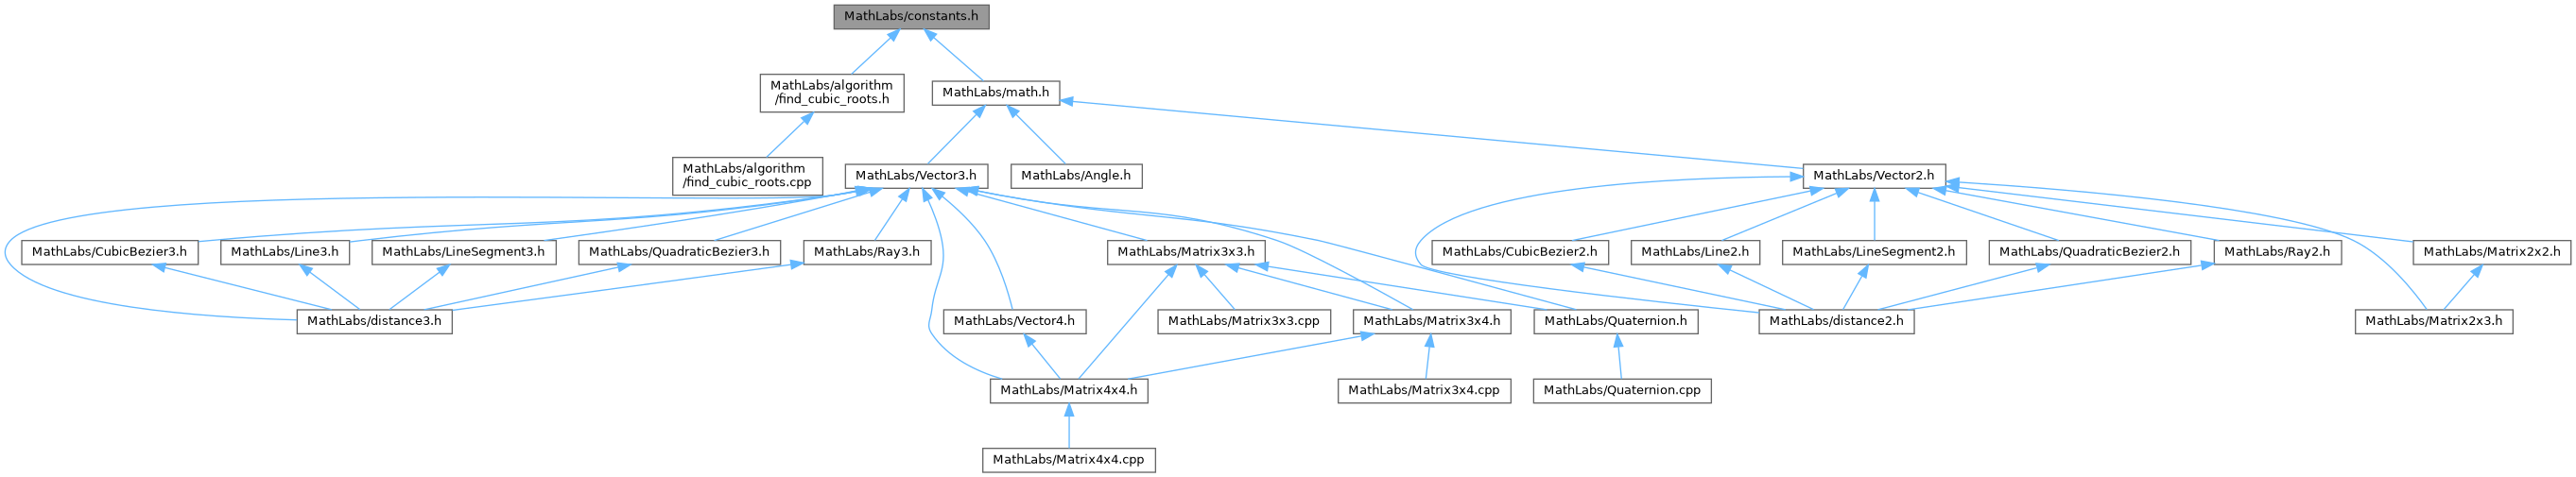 MathLabs/constants.h
MathLabs/algorithm
/find_cubic_roots.h
MathLabs/math.h
MathLabs/algorithm
/find_cubic_roots.cpp
MathLabs/Vector3.h
MathLabs/Angle.h
MathLabs/Vector2.h
MathLabs/CubicBezier3.h
MathLabs/Line3.h
MathLabs/LineSegment3.h
MathLabs/QuadraticBezier3.h
MathLabs/Ray3.h
MathLabs/Matrix3x3.h
MathLabs/CubicBezier2.h
MathLabs/Line2.h
MathLabs/LineSegment2.h
MathLabs/QuadraticBezier2.h
MathLabs/Ray2.h
MathLabs/Matrix2x2.h
MathLabs/distance3.h
MathLabs/Vector4.h
MathLabs/Matrix3x3.cpp
MathLabs/Matrix3x4.h
MathLabs/Quaternion.h
MathLabs/distance2.h
MathLabs/Matrix2x3.h
MathLabs/Matrix4x4.h
MathLabs/Matrix3x4.cpp
MathLabs/Quaternion.cpp
MathLabs/Matrix4x4.cpp